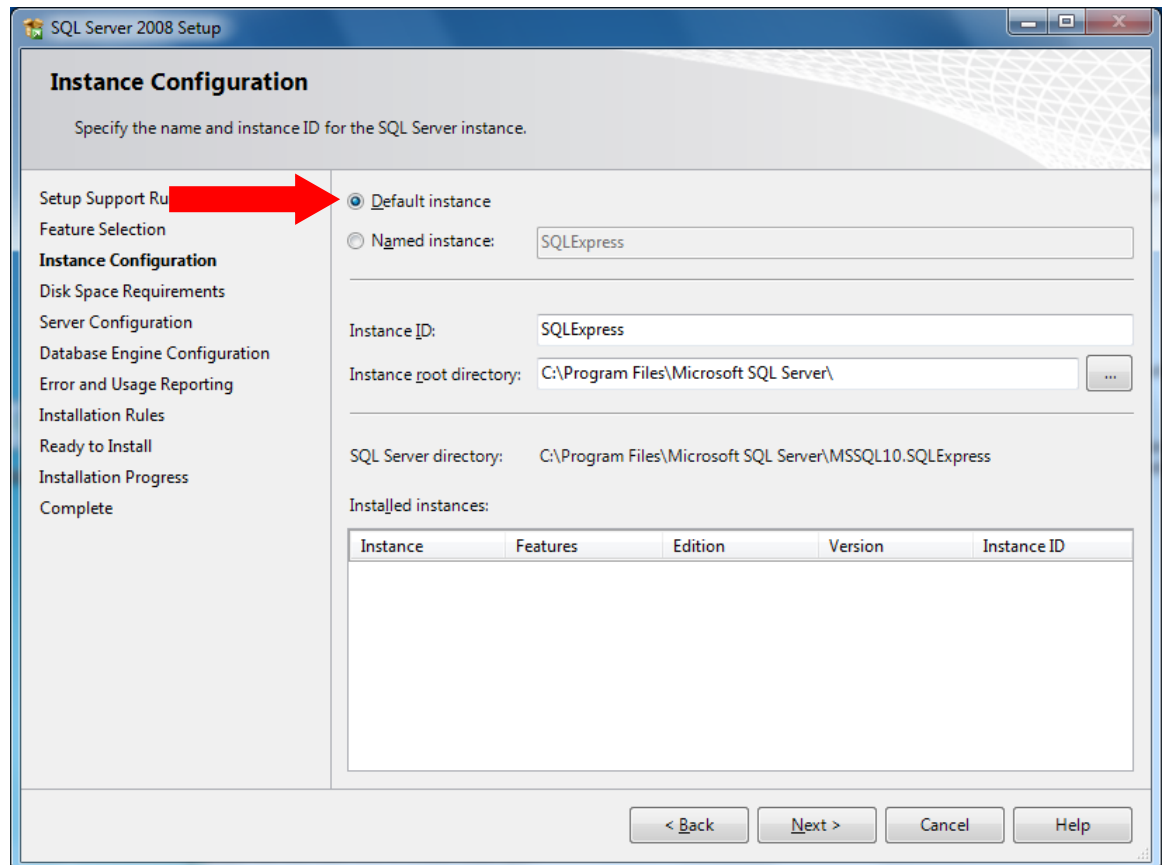 SQL Server 2008 Setup
Instance Configuration
Specify the name and instance ID for the SQL Server instance.
Setup Support Ru
Feature Selection
Instance Configuration
Disk Space Requirements
Server Configuration
Database Engine Configuration
Error and Usage Reporting
Installation Rules
Ready to Install
Installation Progress
Complete
Default instance
Named instance: SQLExpress
Instance ID: SQLExpress
Instance root directory: C:\Program Files\Microsoft SQL Server\ ...
SQL Server directory: C:\Program Files\Microsoft SQL Server\MSSQL10.SQLExpress
Installed instances:
Instance Features Edition Version Instance ID
< Back Next > Cancel Help